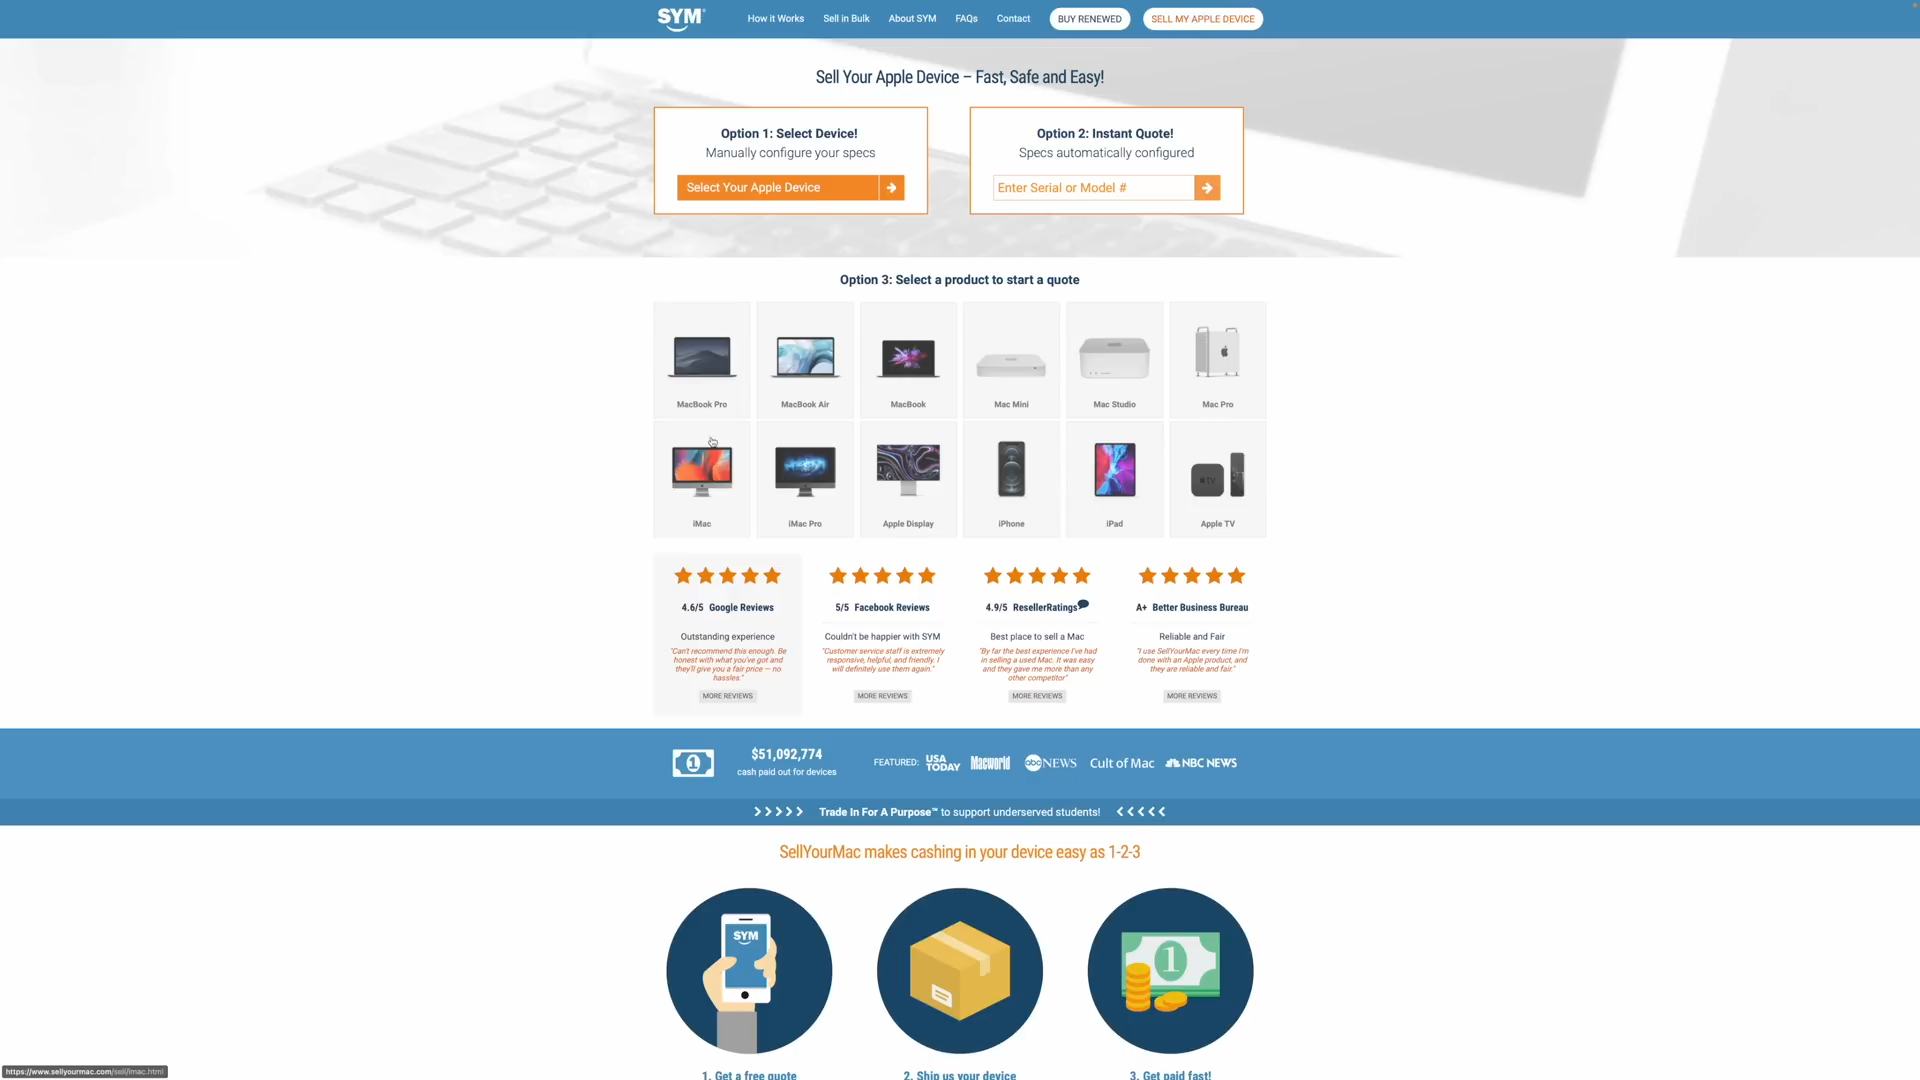 SYM
How it Works
Sell in Bulk
About SYM
FAQs
Contact
BUY RENEWED
SELL MY APPLE DEVICE
Sell Your Apple Device – Fast, Safe and Easy!
Option 1: Select Device!
Manually configure your specs
Select Your Apple Device
Option 2: Instant Quote!
Specs automatically configured
Enter Serial or Model #
Option 3: Select a product to start a quote
MacBook Pro
MacBook Air
MacBook
Mac Mini
Mac Studio
Mac Pro
iMac
iMac Pro
Apple Display
iPhone
iPad
tv
Apple TV
4.6/5 Google Reviews
Outstanding experience
"Can't recommend this enough. Be
honest with what you've got and
they'll give you a fair price — no
hassles."
MORE REVIEWS
5/5 Facebook Reviews
Couldn't be happier with SYM
"Customer service staff is extremely
responsive, helpful, and friendly. I
will definitely use them again."
MORE REVIEWS
4.9/5 ResellerRatings
Best place to sell a Mac
"By far the best experience I've had
in selling a used Mac. It was easy
and they gave me more than any
other competitor"
MORE REVIEWS
A+ Better Business Bureau
Reliable and Fair
"I use SellYourMac every time I'm
done with an Apple product, and
they are reliable and fair."
MORE REVIEWS
1
$51,092,774
cash paid out for devices
FEATURED:
USA
TODAY
Macworld
abc NEWS
Cult of Mac
NBC NEWS
Trade In For A Purpose™ to support underserved students!
SellYourMac makes cashing in your device easy as 1-2-3
SYM
1
1. Get a free quote
2. Ship us your device
3. Get paid fast!
https://www.sellyourmac.com/sell/imac.html